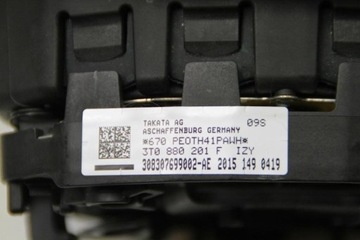 TAKATA AG 09S
ASCHAFFENBURG GERMANY
*670 PEOTH41PAWH*
3T0 880 201 F IZY
308307699002-AE 2015 149 0419